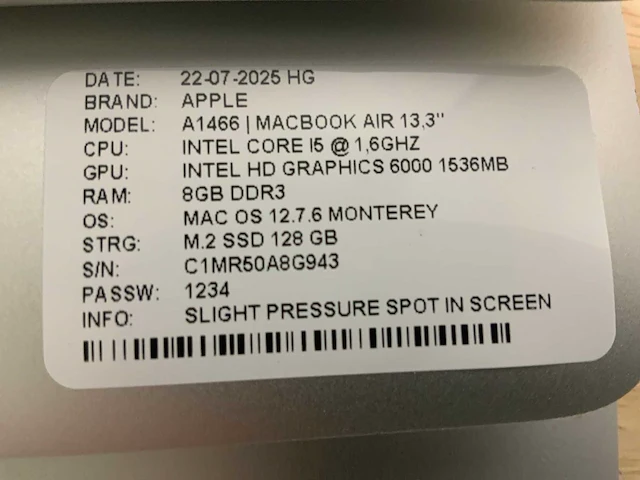 DATE: 22-07-2025 HG
BRAND: APPLE
MODEL: A1466 | MACBOOK AIR 13,3"
CPU: INTEL CORE I5 @ 1,6GHZ
GPU: INTEL HD GRAPHICS 6000 1536MB
RAM: 8GB DDR3
OS: MAC OS 12.7.6 MONTEREY
STRG: M.2 SSD 128 GB
S/N: C1MR50A8G943
PASSW: 1234
INFO: SLIGHT PRESSURE SPOT IN SCREEN